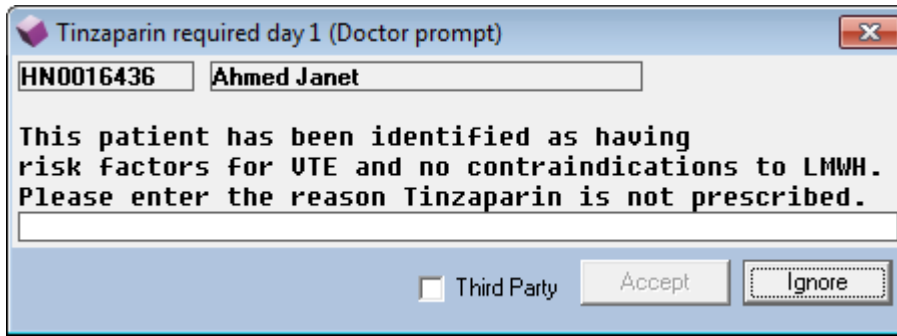 Tinzaparin required day 1 (Doctor prompt)
HN0016436 Ahmed Janet
This patient has been identified as having
risk factors for VTE and no contraindications to LMWH.
Please enter the reason Tinzaparin is not prescribed.
Third Party Accept Ignore